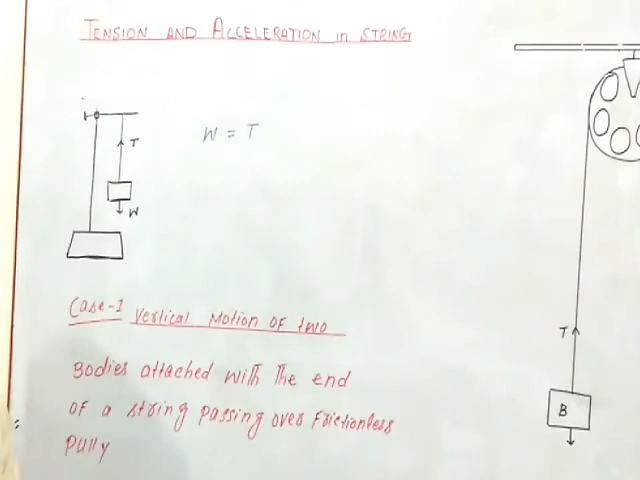 TENSION AND ACCELERATION in STRING
W = T
T
W
Case-1 Vertical Motion OF two
Bodies attached with The end
OF a string passing over Frictionless
Pully
T
B